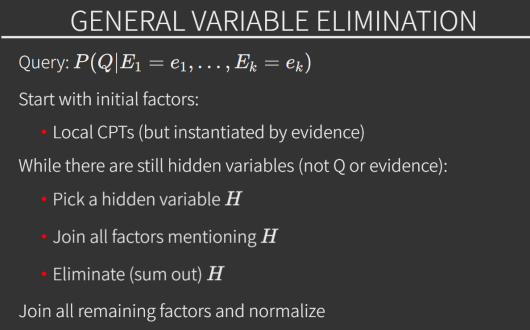 GENERAL VARIABLE ELIMINATION
Query: P(Q|E₁ = e₁, . . . , Eₖ = eₖ)
Start with initial factors:
• Local CPTs (but instantiated by evidence)
While there are still hidden variables (not Q or evidence):
• Pick a hidden variable H
• Join all factors mentioning H
• Eliminate (sum out) H
Join all remaining factors and normalize